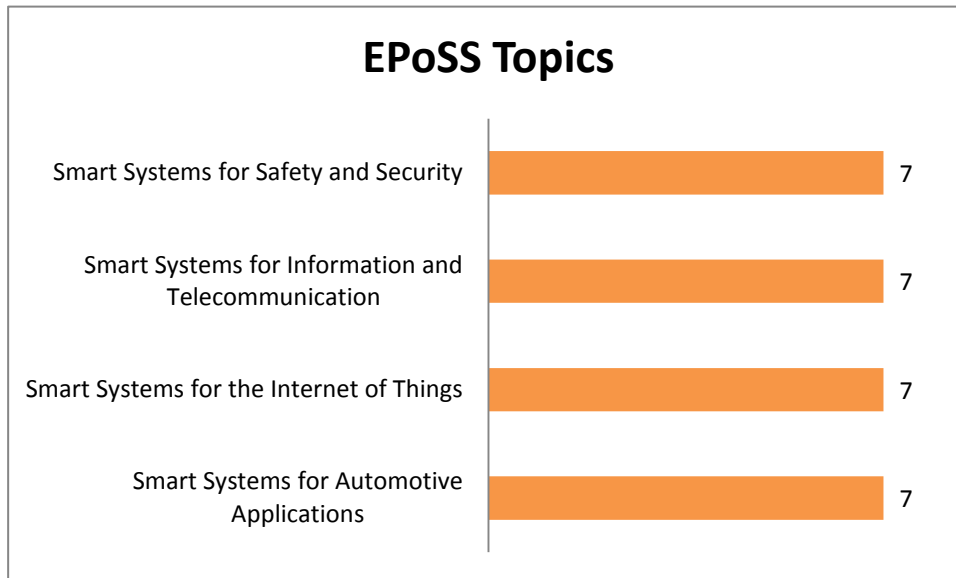 EPoSS Topics
Smart Systems for Safety and Security
7
Smart Systems for Information and
Telecommunication
7
Smart Systems for the Internet of Things
7
Smart Systems for Automotive
Applications
7